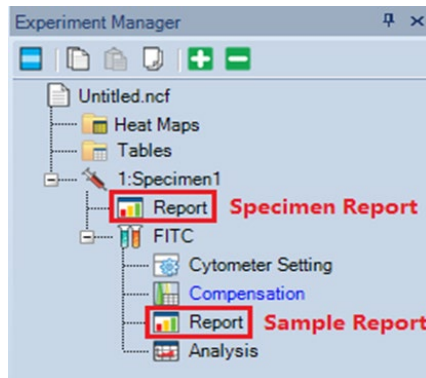 Experiment Manager
Untitled.ncf
Heat Maps
Tables
1:Specimen1
Report Specimen Report
FITC
Cytometer Setting
Compensation
Report Sample Report
Analysis